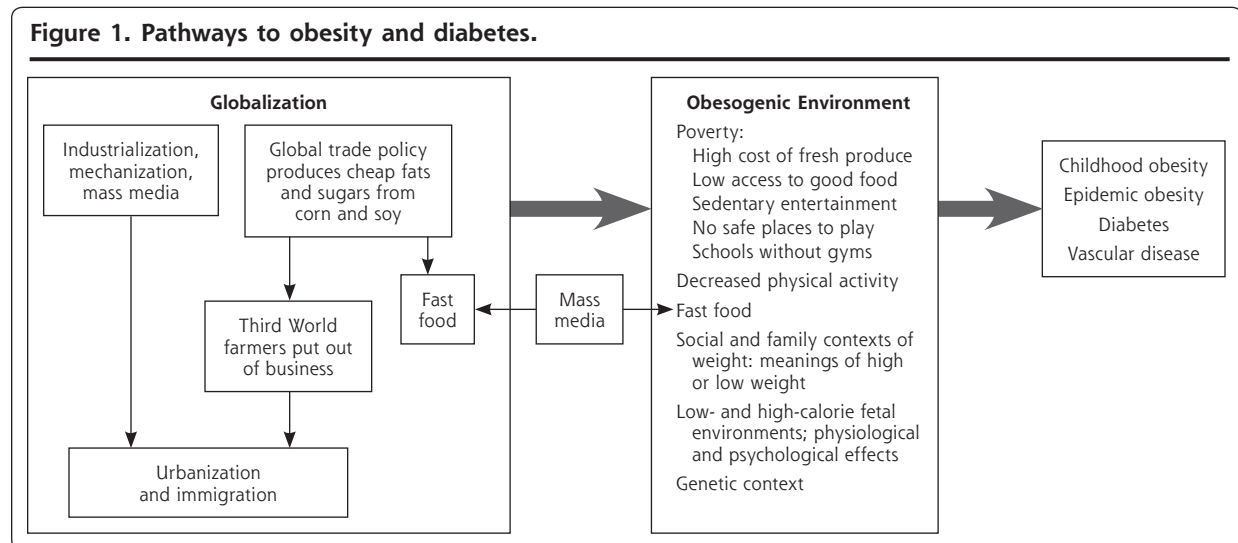 Figure 1. Pathways to obesity and diabetes.
Globalization
Industrialization,
mechanization,
mass media
Global trade policy
produces cheap fats
and sugars from
corn and soy
Fast
food
Third World
farmers put out
of business
Urbanization
and immigration
Mass
media
Obesogenic Environment
Poverty:
High cost of fresh produce
Low access to good food
Sedentary entertainment
No safe places to play
Schools without gyms
Decreased physical activity
Fast food
Social and family contexts of
weight: meanings of high
or low weight
Low- and high-calorie fetal
environments; physiological
and psychological effects
Genetic context
Childhood obesity
Epidemic obesity
Diabetes
Vascular disease